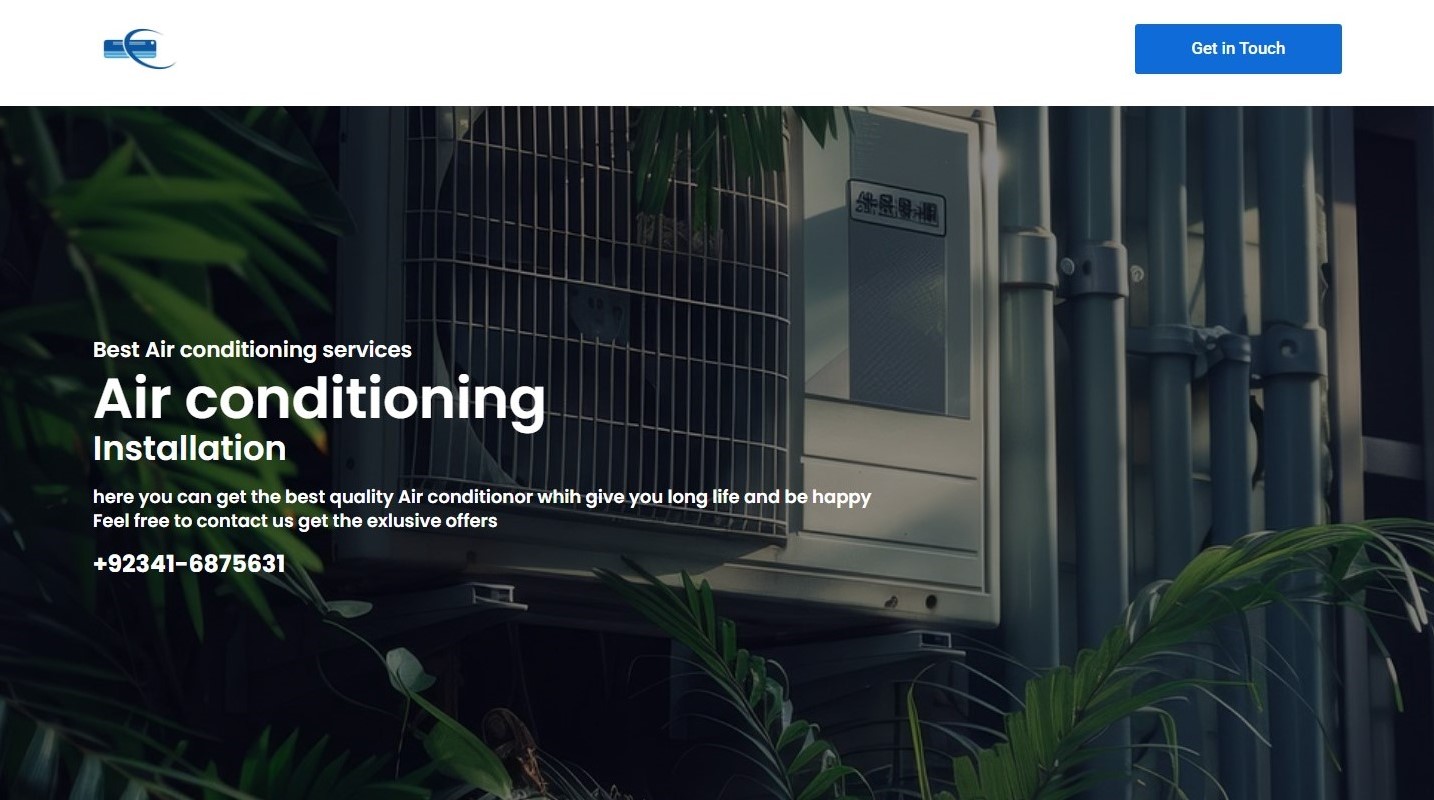 Get in Touch
Best Air conditioning services
Air conditioning
Installation
here you can get the best quality Air conditionor whih give you long life and be happy
Feel free to contact us get the exlusive offers
+92341-6875631